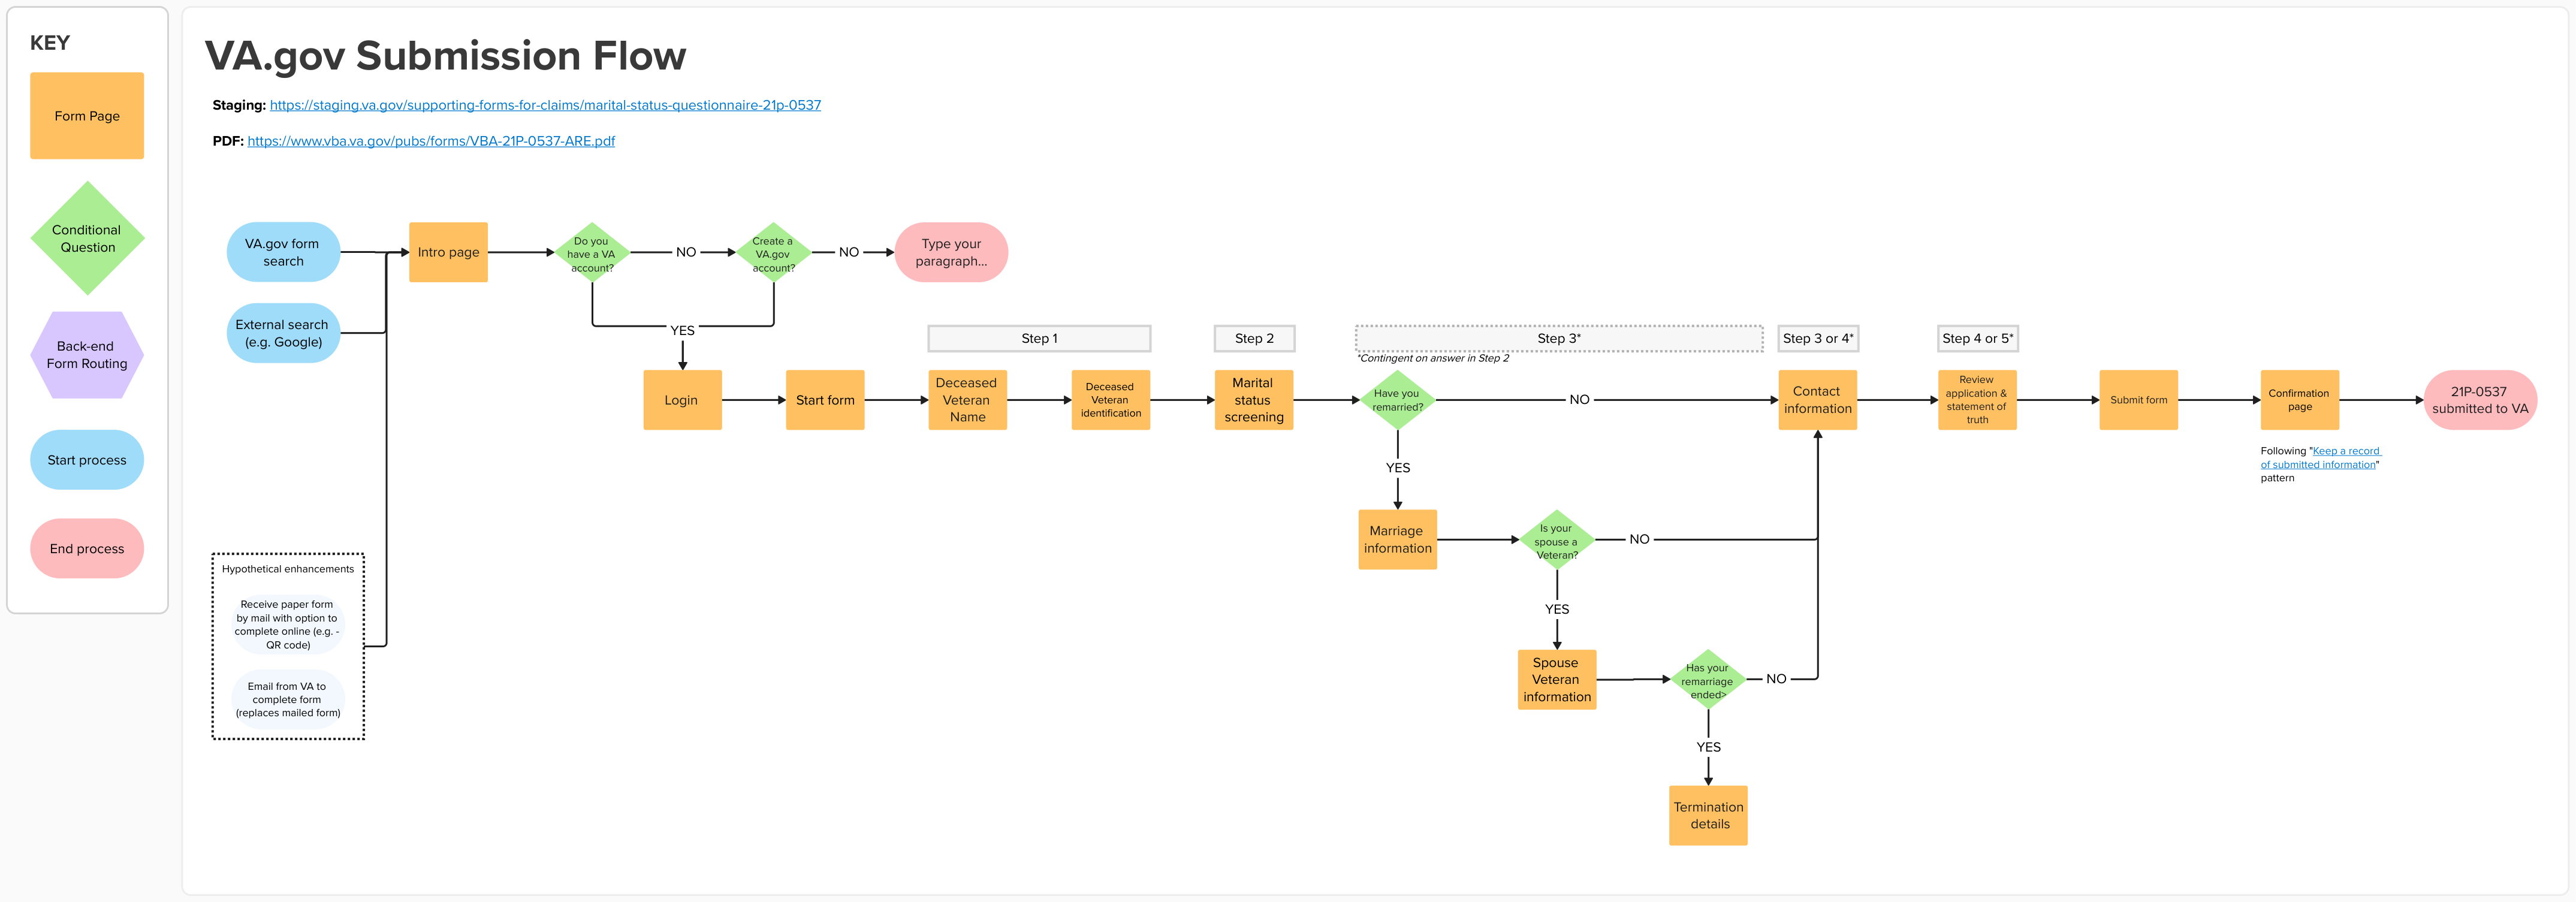 KEY
Form Page
Conditional
Question
Back-end
Form Routing
Start process
End process
VA.gov Submission Flow
Staging: https://staging.va.gov/supporting-forms-for-claims/marital-status-questionnaire-21p-0537
PDF: https://www.vba.va.gov/pubs/forms/VBA-21P-0537-ARE.pdf
VA.gov form
search
External search
(e.g. Google)
Intro page
Do you
have a VA
account?
NO
Create a
VA.gov
account?
NO
Type your
paragraph...
YES
Step 1
Step 2
Step 3*
*Contingent on answer in Step 2
Step 3 or 4*
Step 4 or 5*
Login
Start form
Deceased
Veteran
Name
Deceased
Veteran
identification
Marital
status
screening
Have you
remarried?
NO
Contact
information
Review
application &
statement of
truth
Submit form
Confirmation
page
21P-0537
submitted to VA
Following "Keep a record
of submitted information"
pattern
YES
Marriage
information
Is your
spouse a
Veteran?
NO
YES
Spouse
Veteran
information
Has your
remarriage
ended>
NO
YES
Termination
details
Hypothetical enhancements
Receive paper form
by mail with option to
complete online (e.g. -
QR code)
Email from VA to
complete form
(replaces mailed form)